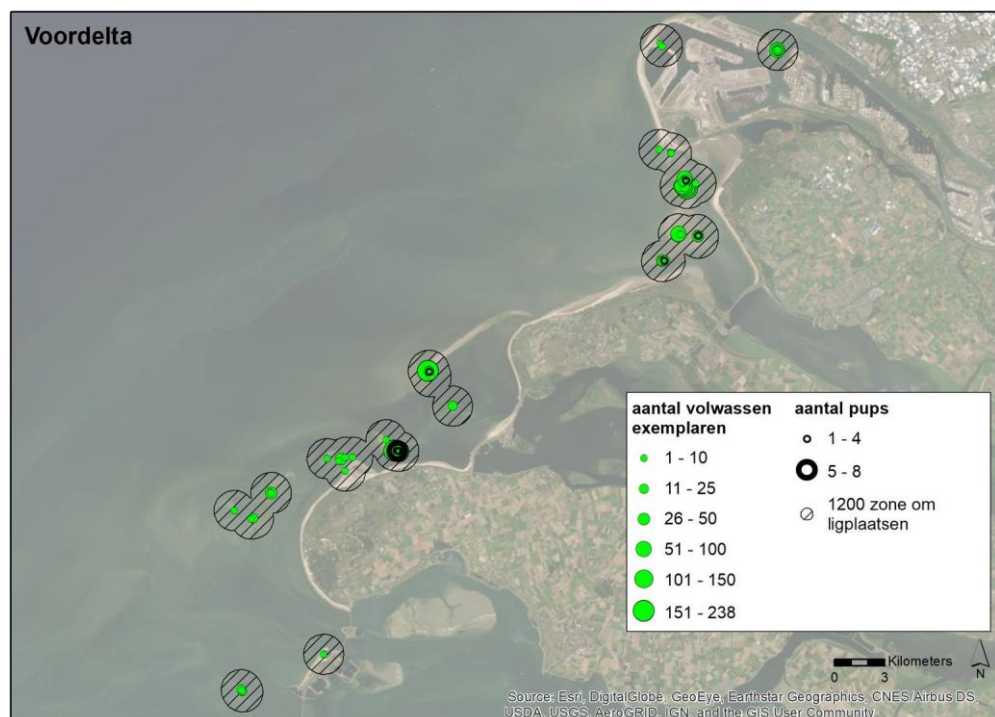 Voordelta
aantal volwassen
exemplaren
1 - 10
11 - 25
26 - 50
51 - 100
101 - 150
151 - 238
aantal pups
1 - 4
5 - 8
1200 zone om
ligplaatsen
Kilometers
0 3
N
Source: Esri, DigitalGlobe, GeoEye, Earthstar Geographics, CNES/Airbus DS,
USDA, USGS, AeroGRID, IGN, and the GIS User Community